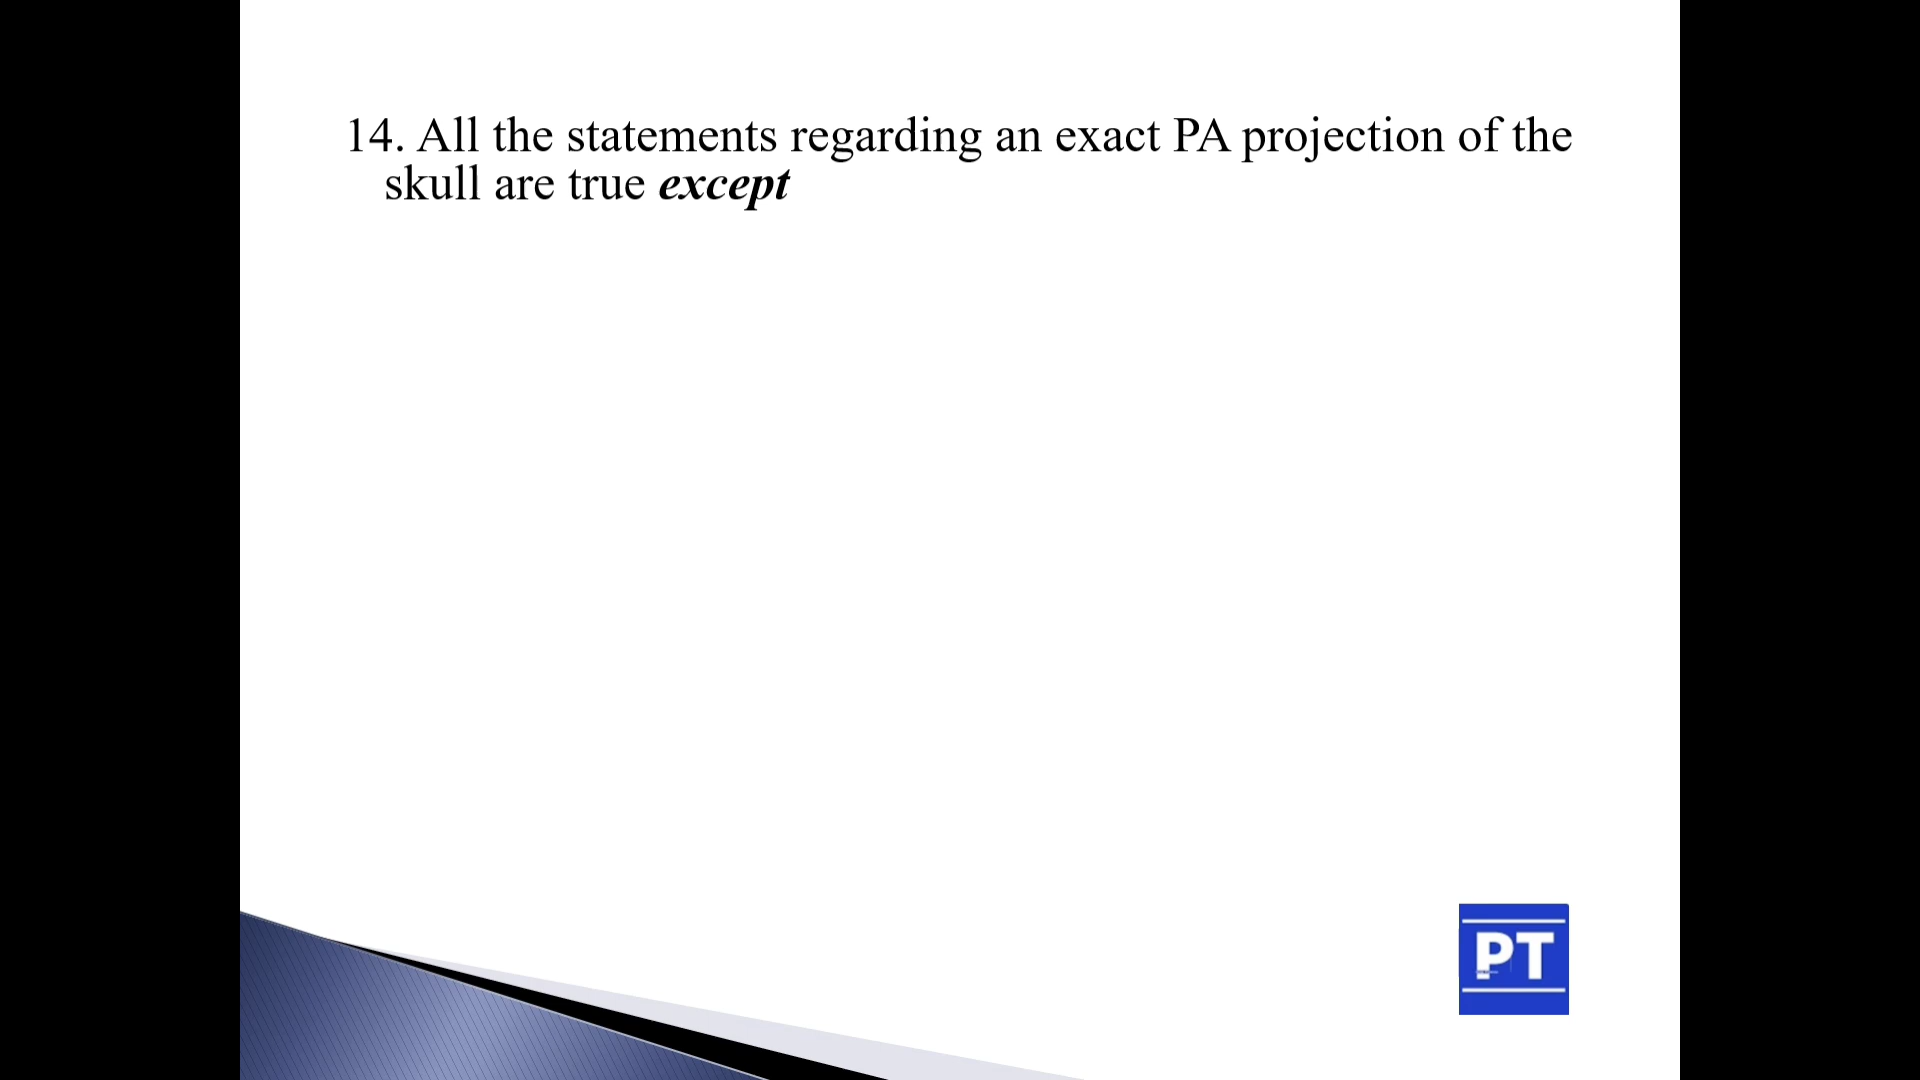 14. All the statements regarding an exact PA projection of the
skull are true except
PT